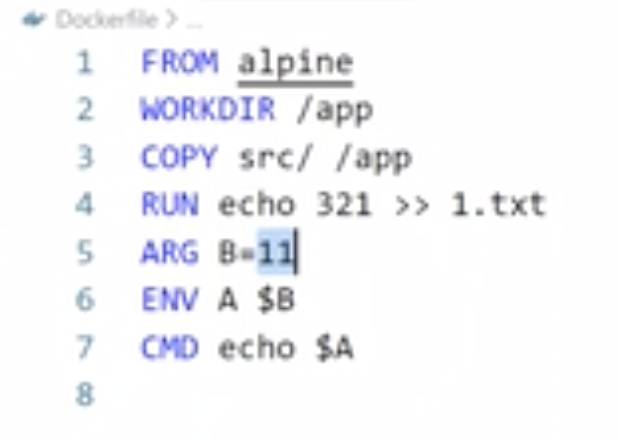 Dockerfile > ...
1 FROM alpine
2 WORKDIR /app
3 COPY src/ /app
4 RUN echo 321 >> 1.txt
5 ARG B=11
6 ENV A $B
7 CMD echo $A
8